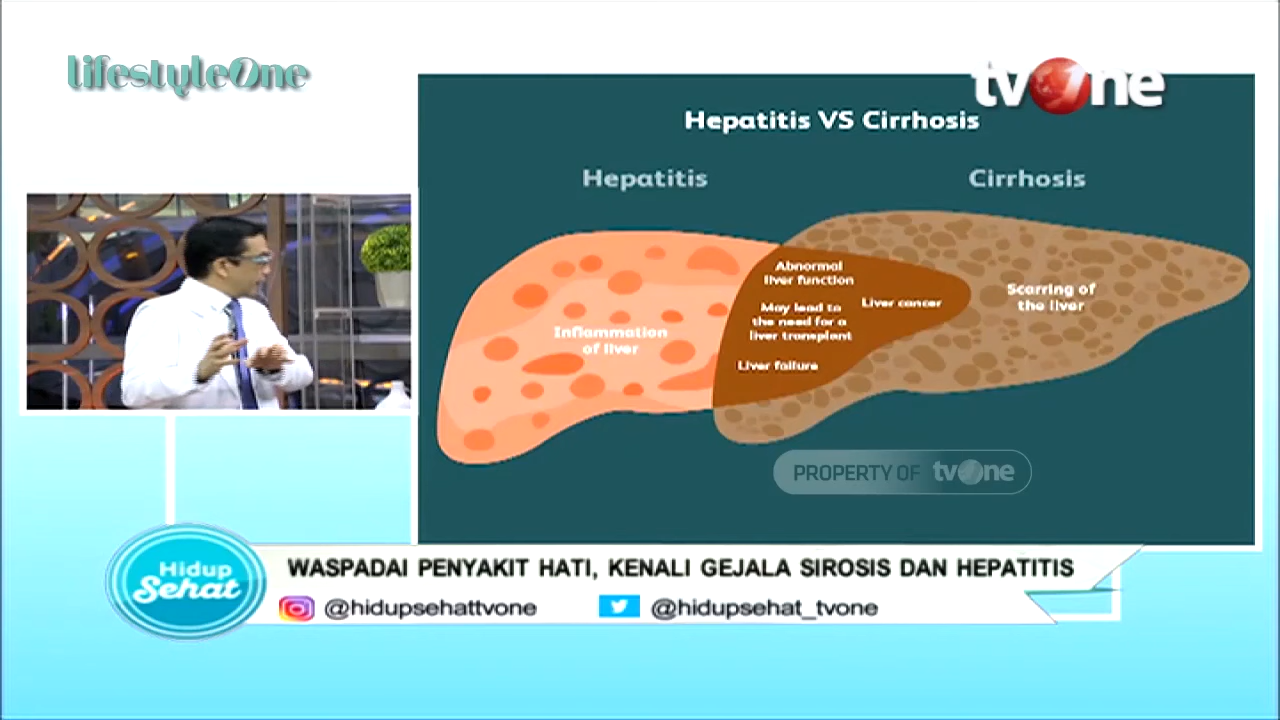 lifestyleOne
tvOne
Hepatitis VS Cirrhosis
Hepatitis
Cirrhosis
Inflammation
of liver
Abnormal
liver function
May lead to
the need for a
liver transplant
Liver cancer
Liver failure
Scarring of
the liver
PROPERTY OF tvOne
Hidup
Sehat
WASPADAI PENYAKIT HATI, KENALI GEJALA SIROSIS DAN HEPATITIS
@hidupsehattvone @hidupsehat_tvone